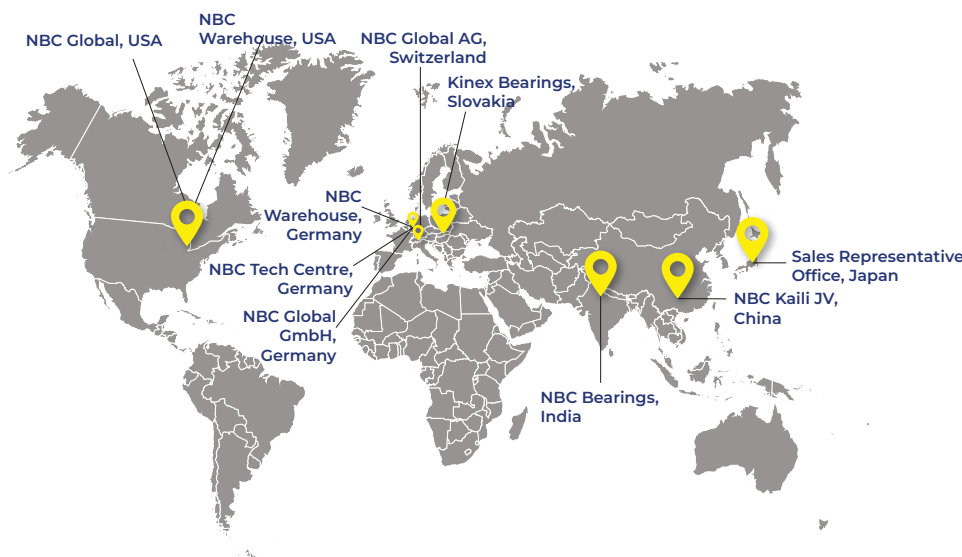 NBC Global, USA
NBC
Warehouse, USA
NBC Global AG,
Switzerland
Kinex Bearings,
Slovakia
NBC
Warehouse,
Germany
NBC Tech Centre,
Germany
NBC Global
GmbH,
Germany
Sales Representative
Office, Japan
NBC Kaili JV,
China
NBC Bearings,
India